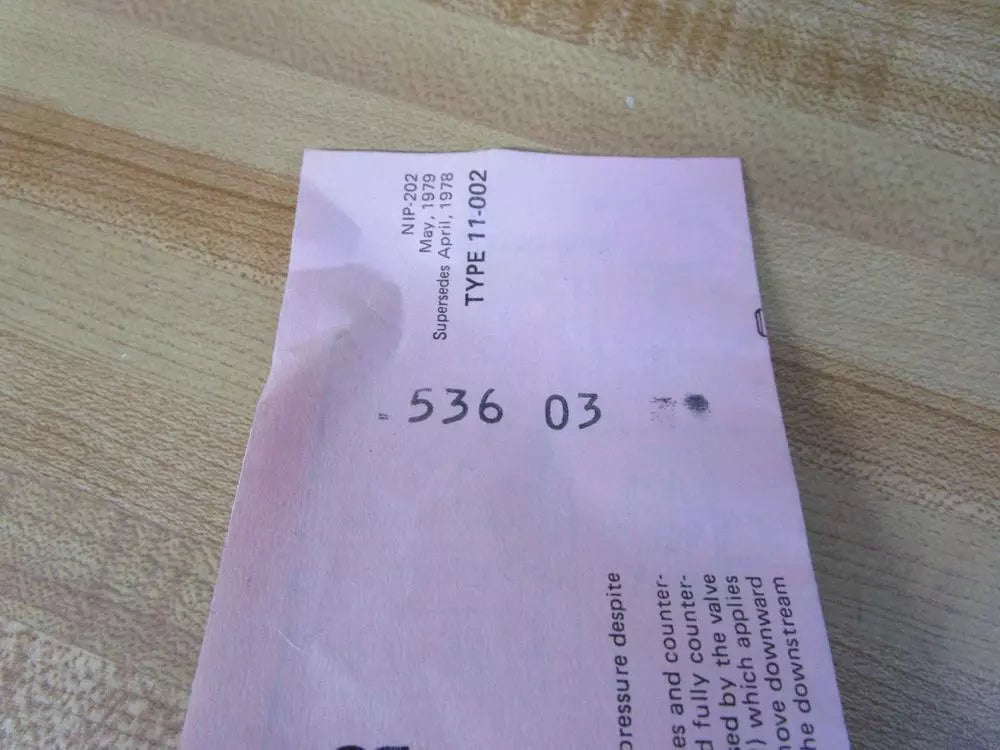 NIP-202
May, 1979
Supersedes April, 1978
TYPE 11-002
536 03
pressure despite
es and counter-
d fully counter-
ed by the valve
) which applies
ove downward
he downstream